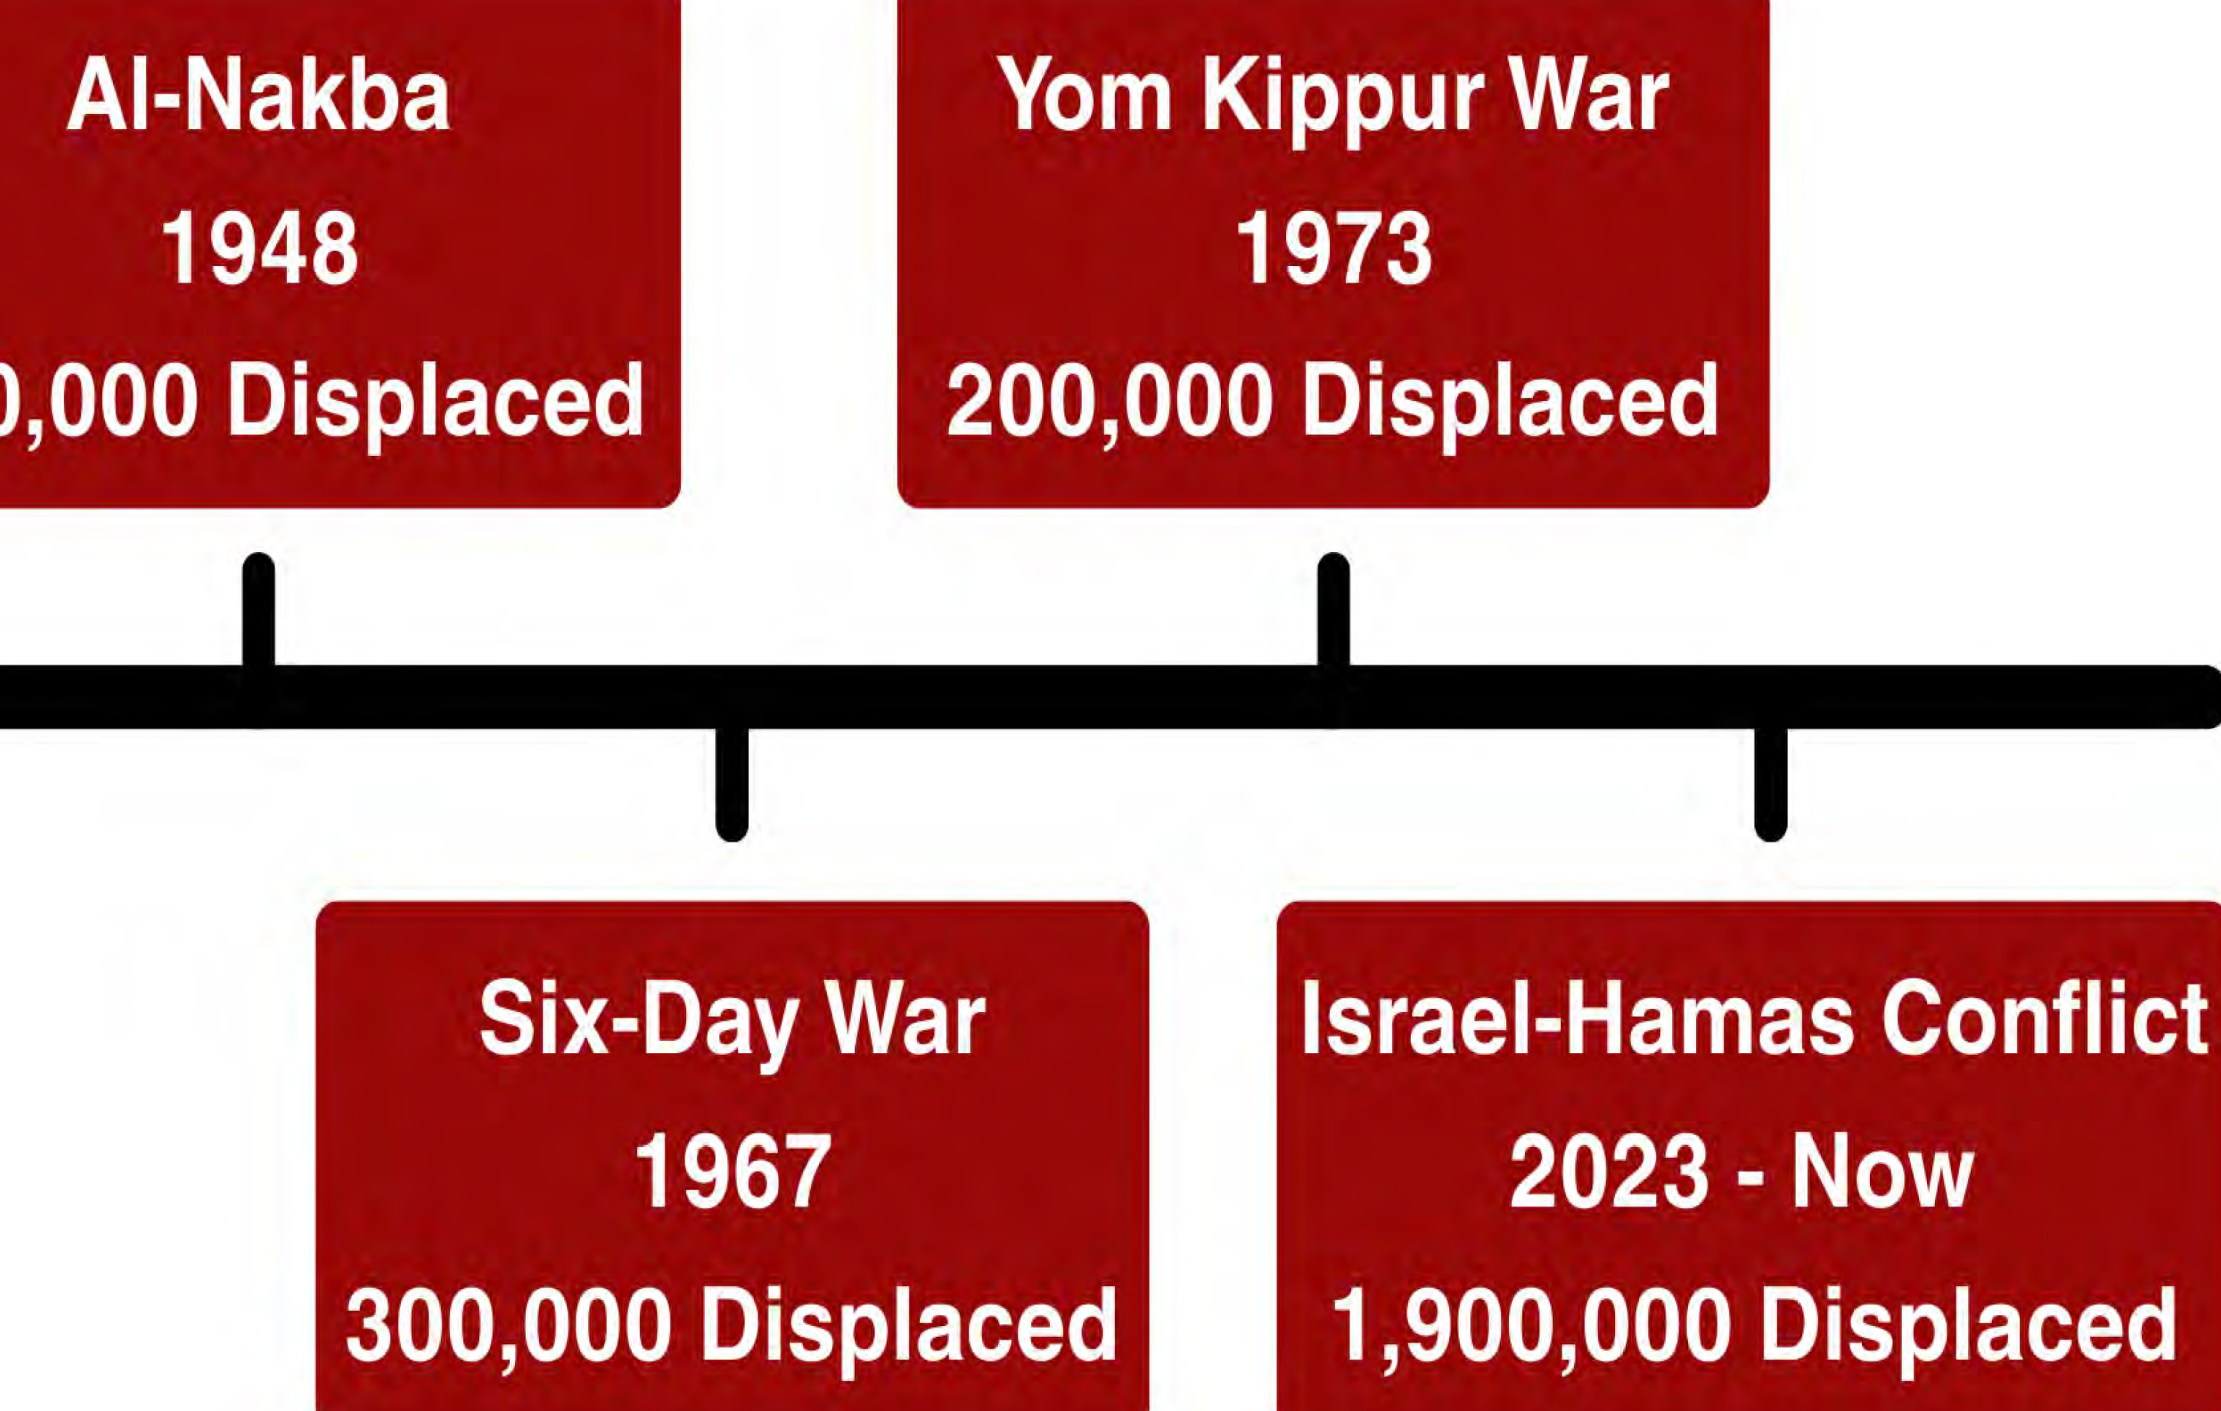 Al-Nakba
1948
0,000 Displaced
Yom Kippur War
1973
200,000 Displaced
Six-Day War
1967
300,000 Displaced
Israel-Hamas Conflict
2023 - Now
1,900,000 Displaced